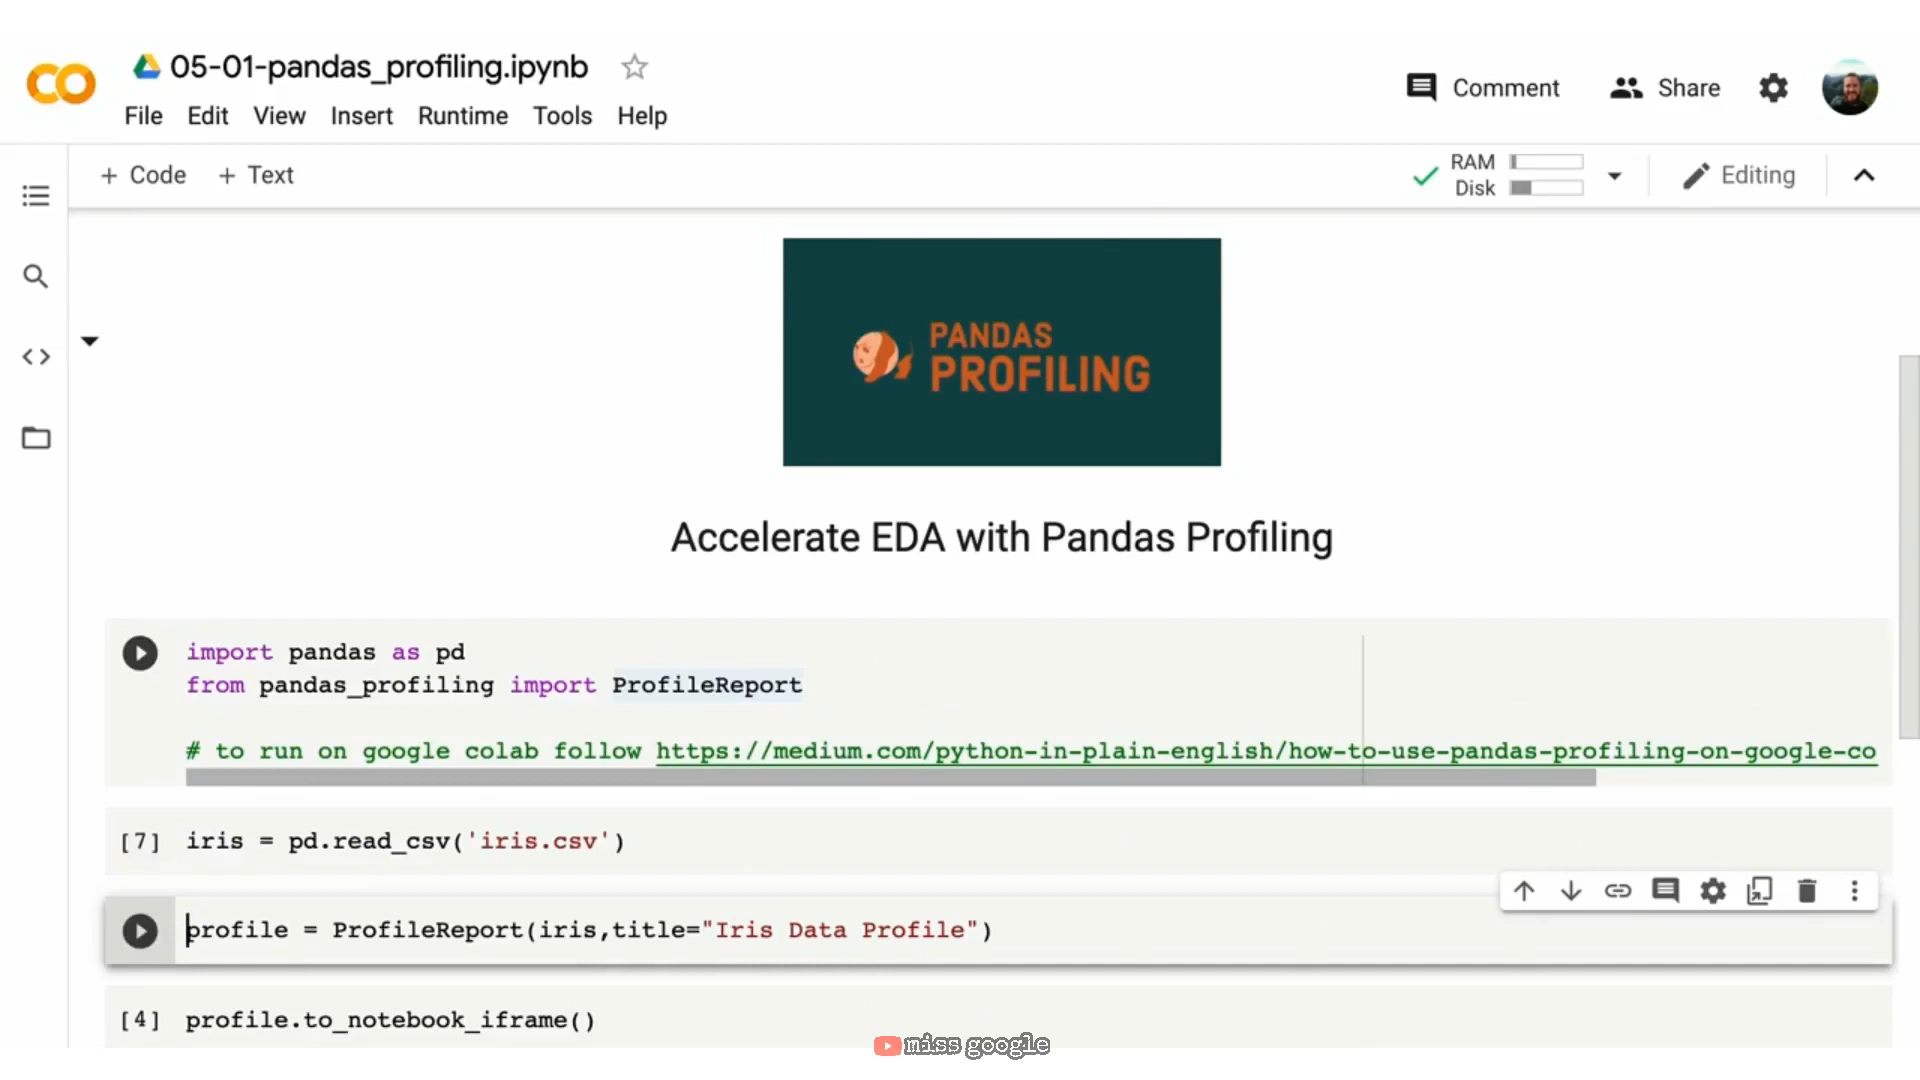 05-01-pandas_profiling.ipynb
Comment
Share
File Edit View Insert Runtime Tools Help
+ Code + Text
RAM
Disk
Editing
PANDAS
PROFILING
Accelerate EDA with Pandas Profiling
import pandas as pd
from pandas_profiling import ProfileReport
# to run on google colab follow https://medium.com/python-in-plain-english/how-to-use-pandas-profiling-on-google-co
[7] iris = pd.read_csv('iris.csv')
profile = ProfileReport(iris,title="Iris Data Profile")
[4] profile.to_notebook_iframe()
miss google